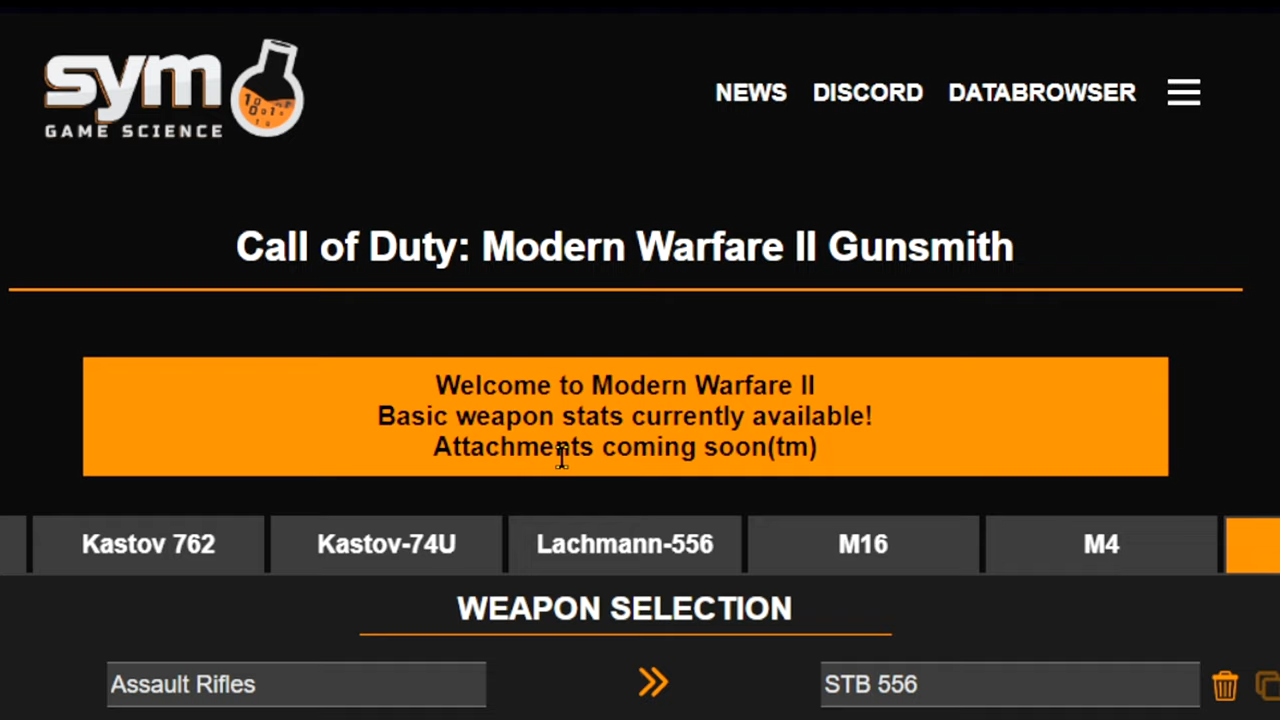 sym
GAME SCIENCE
NEWS DISCORD DATABROWSER
Call of Duty: Modern Warfare II Gunsmith
Welcome to Modern Warfare II
Basic weapon stats currently available!
Attachments coming soon(tm)
Kastov 762 Kastov-74U Lachmann-556 M16 M4
WEAPON SELECTION
Assault Rifles STB 556